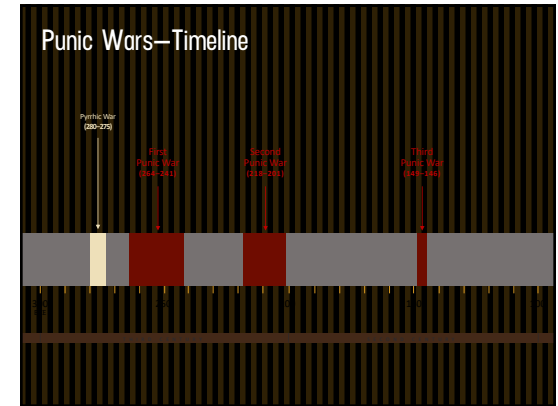 Punic Wars—Timeline
Pyrrhic War
(280–275)
First
Punic War
(264–241)
Second
Punic War
(218–201)
Third
Punic War
(149–146)